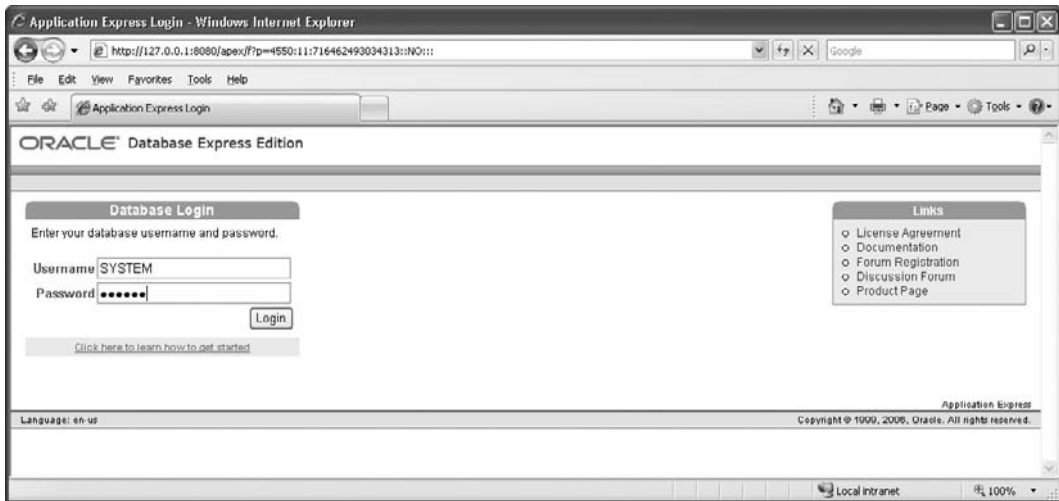 Application Express Login - Windows Internet Explorer
http://127.0.0.1:8080/apex/f?p=4550:11:716462493034313::NO:::
Google
File Edit View Favorites Tools Help
Application Express Login
Page Tools
ORACLE Database Express Edition
Database Login
Enter your database username and password.
Username SYSTEM
Password ••••••
Login
Click here to learn how to get started
Links
License Agreement
Documentation
Forum Registration
Discussion Forum
Product Page
Application Express
Language: en-us
Copyright © 1999, 2006, Oracle. All rights reserved.
Local intranet
100%